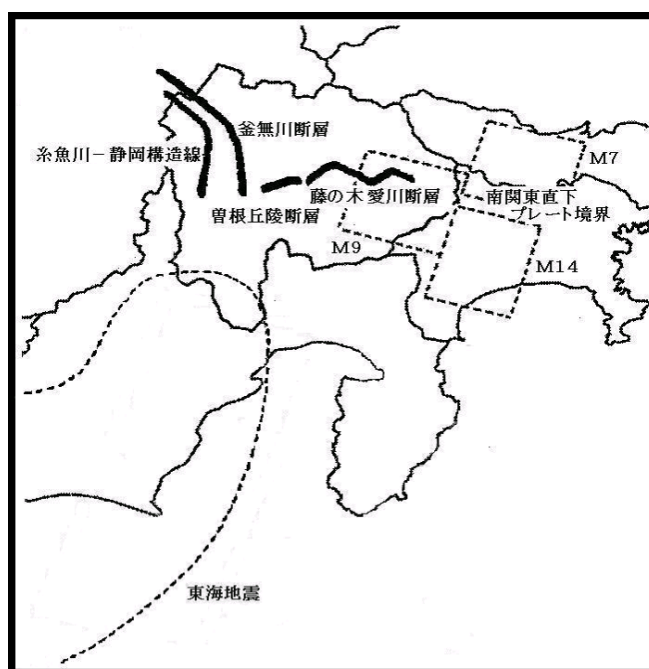 釜無川断層
糸魚川－静岡構造線
M7
藤の木愛川断層
南関東直下
プレート境界
曽根丘陵断層
M9
M14
東海地震